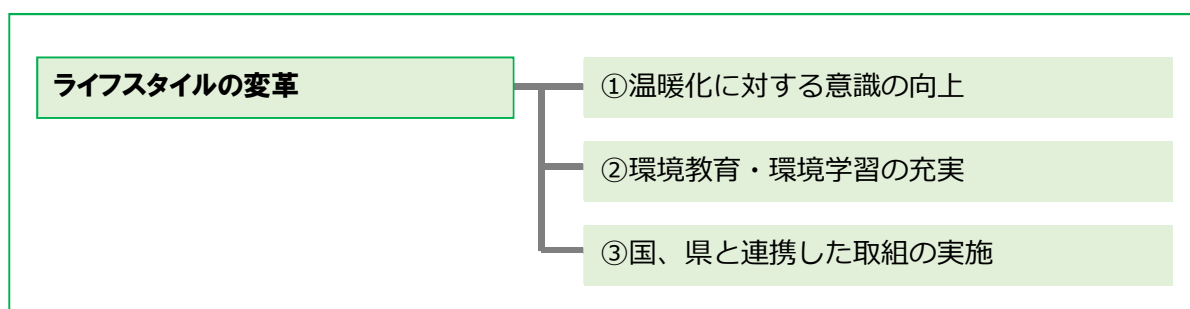 ライフスタイルの変革
①温暖化に対する意識の向上
②環境教育・環境学習の充実
③国、県と連携した取組の実施